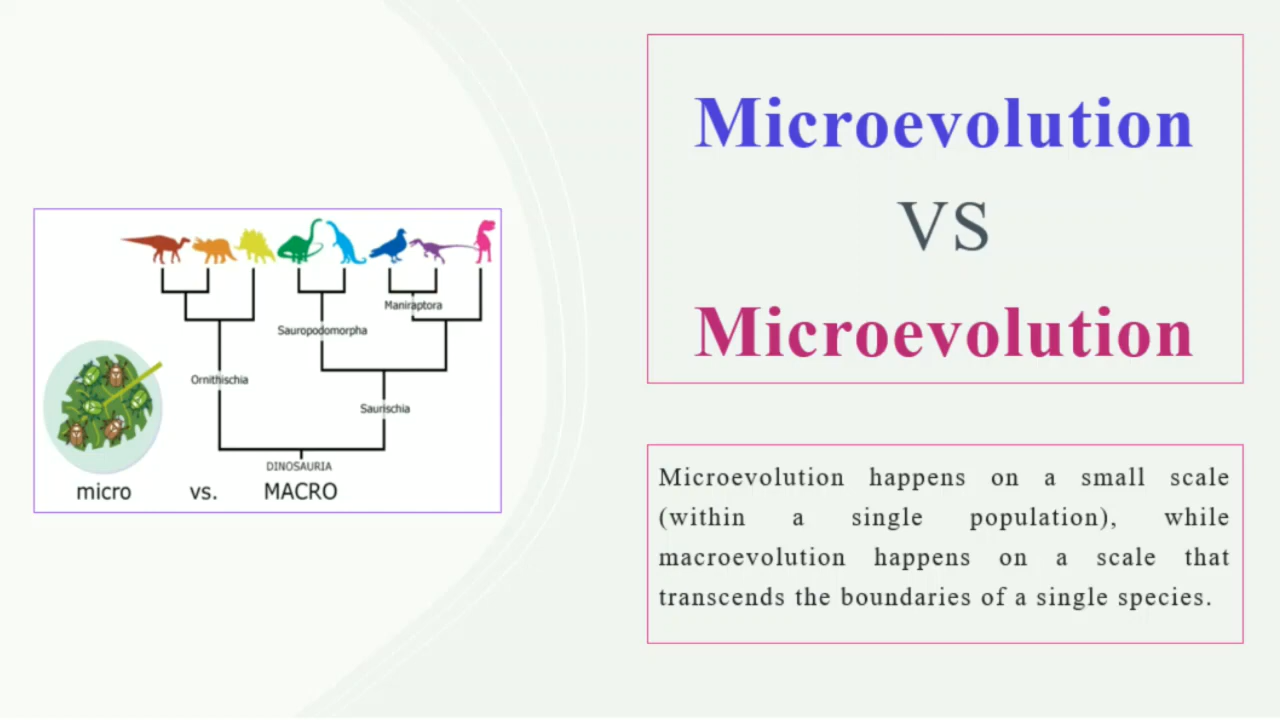 Microevolution
VS
Microevolution
Maniraptora
Sauropodomorpha
Ornithischia
Saurischia
DINOSAURIA
micro vs. MACRO
Microevolution happens on a small scale
(within a single population), while
macroevolution happens on a scale that
transcends the boundaries of a single species.